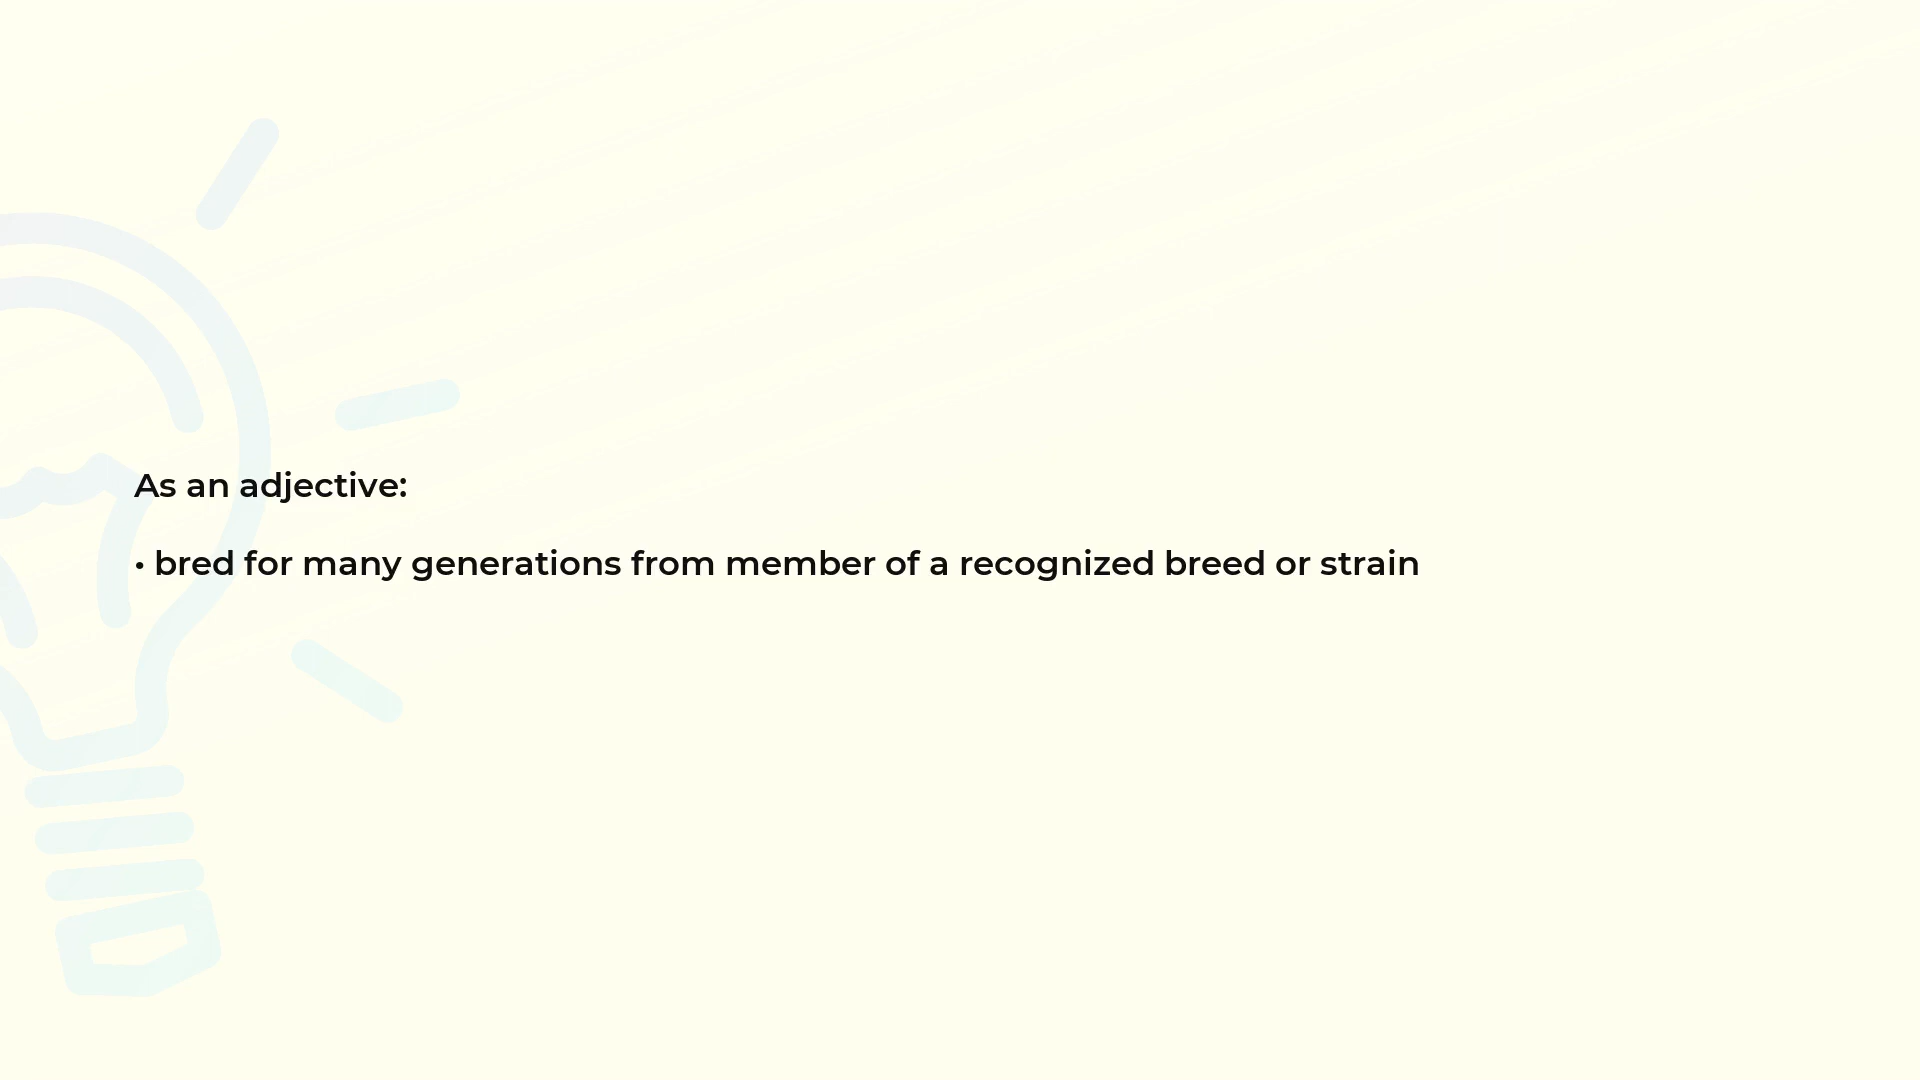 As an adjective:
• bred for many generations from member of a recognized breed or strain